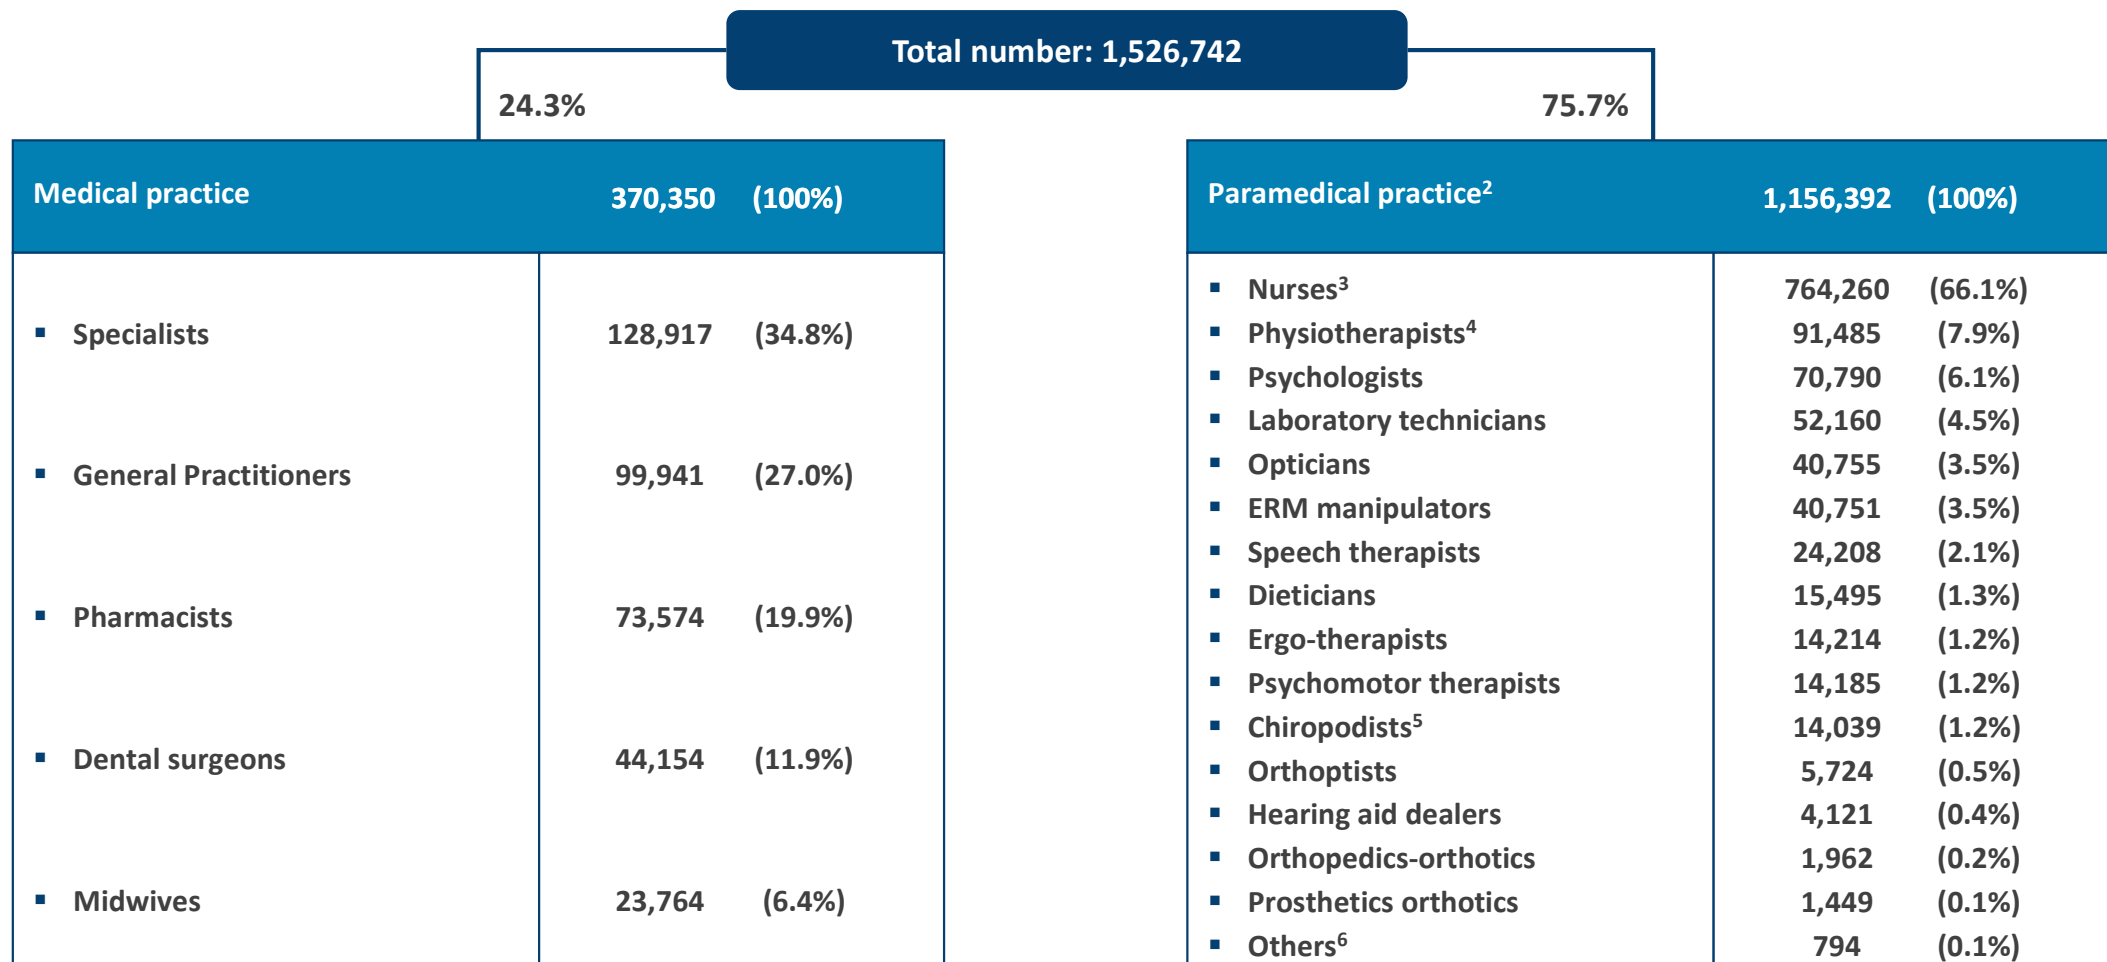 Total number: 1,526,742
24.3%
75.7%
Medical practice 370,350 (100%)
▪ Specialists 128,917 (34.8%)
▪ General Practitioners 99,941 (27.0%)
▪ Pharmacists 73,574 (19.9%)
▪ Dental surgeons 44,154 (11.9%)
▪ Midwives 23,764 (6.4%)
Paramedical practice² 1,156,392 (100%)
▪ Nurses³ 764,260 (66.1%)
▪ Physiotherapists⁴ 91,485 (7.9%)
▪ Psychologists 70,790 (6.1%)
▪ Laboratory technicians 52,160 (4.5%)
▪ Opticians 40,755 (3.5%)
▪ ERM manipulators 40,751 (3.5%)
▪ Speech therapists 24,208 (2.1%)
▪ Dieticians 15,495 (1.3%)
▪ Ergo-therapists 14,214 (1.2%)
▪ Psychomotor therapists 14,185 (1.2%)
▪ Chiropodists⁵ 14,039 (1.2%)
▪ Orthoptists 5,724 (0.5%)
▪ Hearing aid dealers 4,121 (0.4%)
▪ Orthopedics-orthotics 1,962 (0.2%)
▪ Prosthetics orthotics 1,449 (0.1%)
▪ Others⁶ 794 (0.1%)